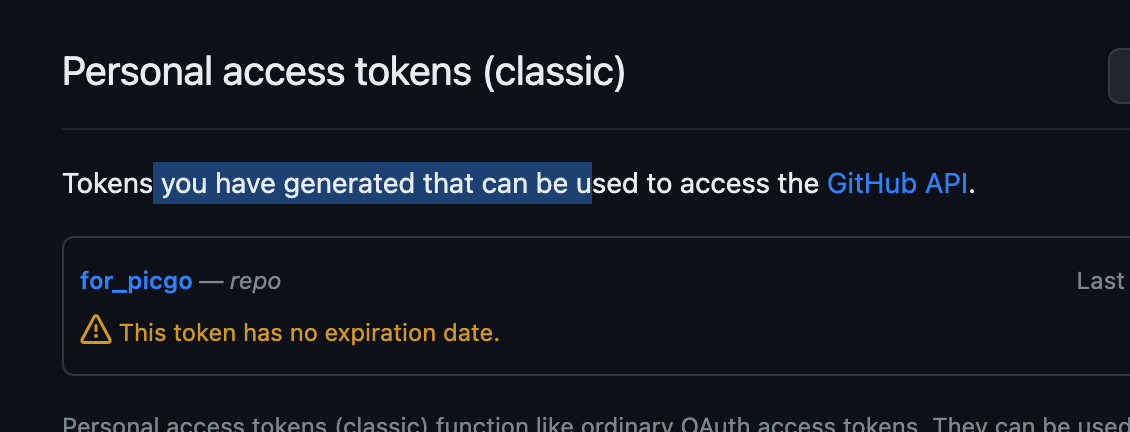 Personal access tokens (classic)
Tokens you have generated that can be used to access the GitHub API.
for_picgo — repo
Last
This token has no expiration date.
Personal access tokens (classic) function like ordinary OAuth access tokens. They can be used